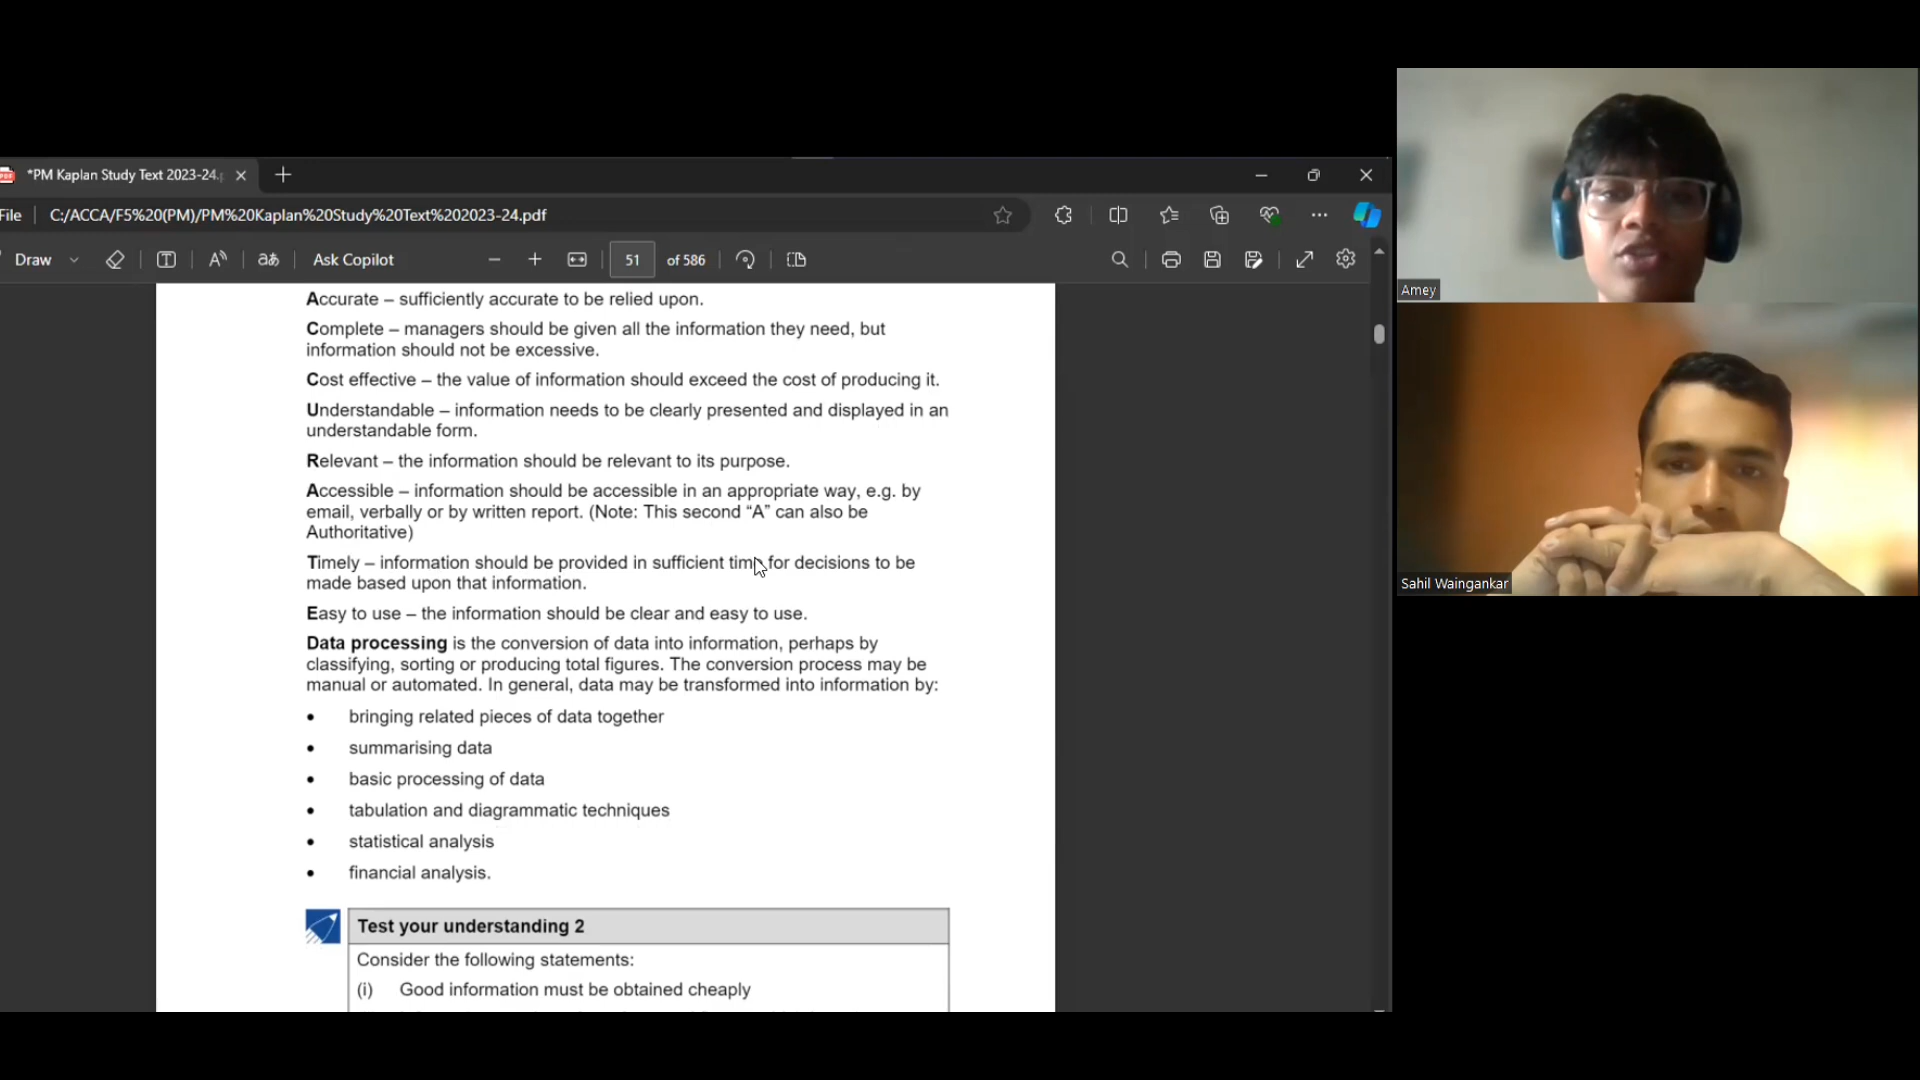 *PM Kaplan Study Text 2023-24.
File
C:/ACCA/F5%20(PM)/PM%20Kaplan%20Study%20Text%202023-24.pdf
Draw
aあ
Ask Copilot
51 of 586
Accurate – sufficiently accurate to be relied upon.
Complete – managers should be given all the information they need, but
information should not be excessive.
Cost effective – the value of information should exceed the cost of producing it.
Understandable – information needs to be clearly presented and displayed in an
understandable form.
Relevant – the information should be relevant to its purpose.
Accessible – information should be accessible in an appropriate way, e.g. by
email, verbally or by written report. (Note: This second “A” can also be
Authoritative)
Timely – information should be provided in sufficient time for decisions to be
made based upon that information.
Easy to use – the information should be clear and easy to use.
Data processing is the conversion of data into information, perhaps by
classifying, sorting or producing total figures. The conversion process may be
manual or automated. In general, data may be transformed into information by:
• bringing related pieces of data together
• summarising data
• basic processing of data
• tabulation and diagrammatic techniques
• statistical analysis
• financial analysis.
Test your understanding 2
Consider the following statements:
(i) Good information must be obtained cheaply
Amey
Sahil Waingankar